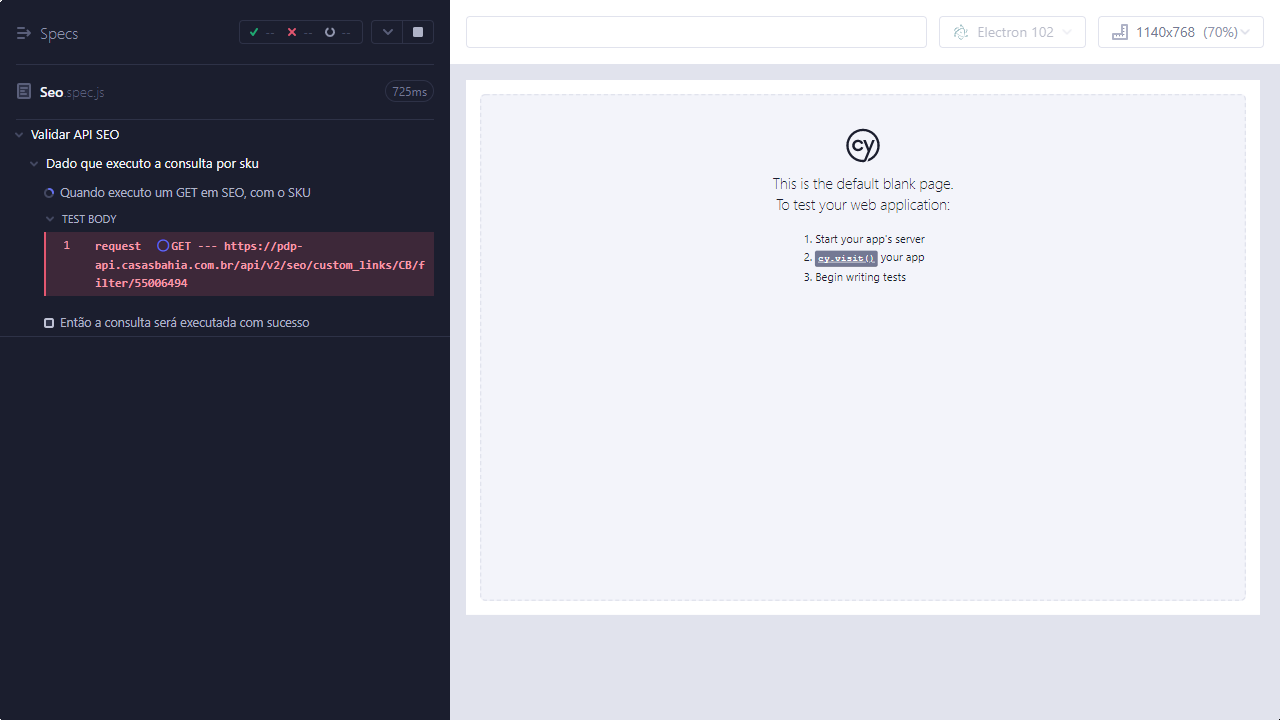 Specs
-- -- --
Seo spec.js 725ms
Validar API SEO
Dado que executo a consulta por sku
Quando executo um GET em SEO, com o SKU
TEST BODY
1 request GET --- https://pdp-
api.casasbahia.com.br/api/v2/seo/custom_links/CB/f
ilter/55006494
Então a consulta será executada com sucesso
Electron 102
1140x768 (70%)
cy
This is the default blank page.
To test your web application:
1. Start your app's server
2. cy.visit() your app
3. Begin writing tests